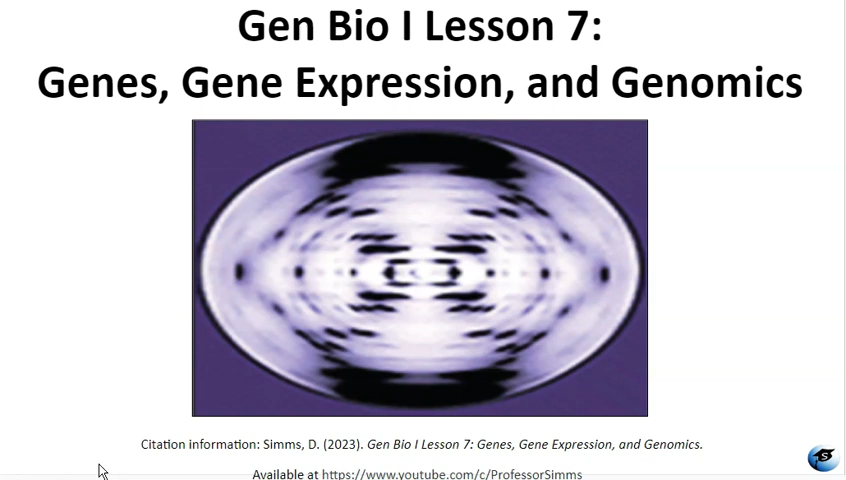 Gen Bio I Lesson 7:
Genes, Gene Expression, and Genomics
Citation information: Simms, D. (2023). Gen Bio I Lesson 7: Genes, Gene Expression, and Genomics.
Available at https://www.youtube.com/c/ProfessorSimms
S